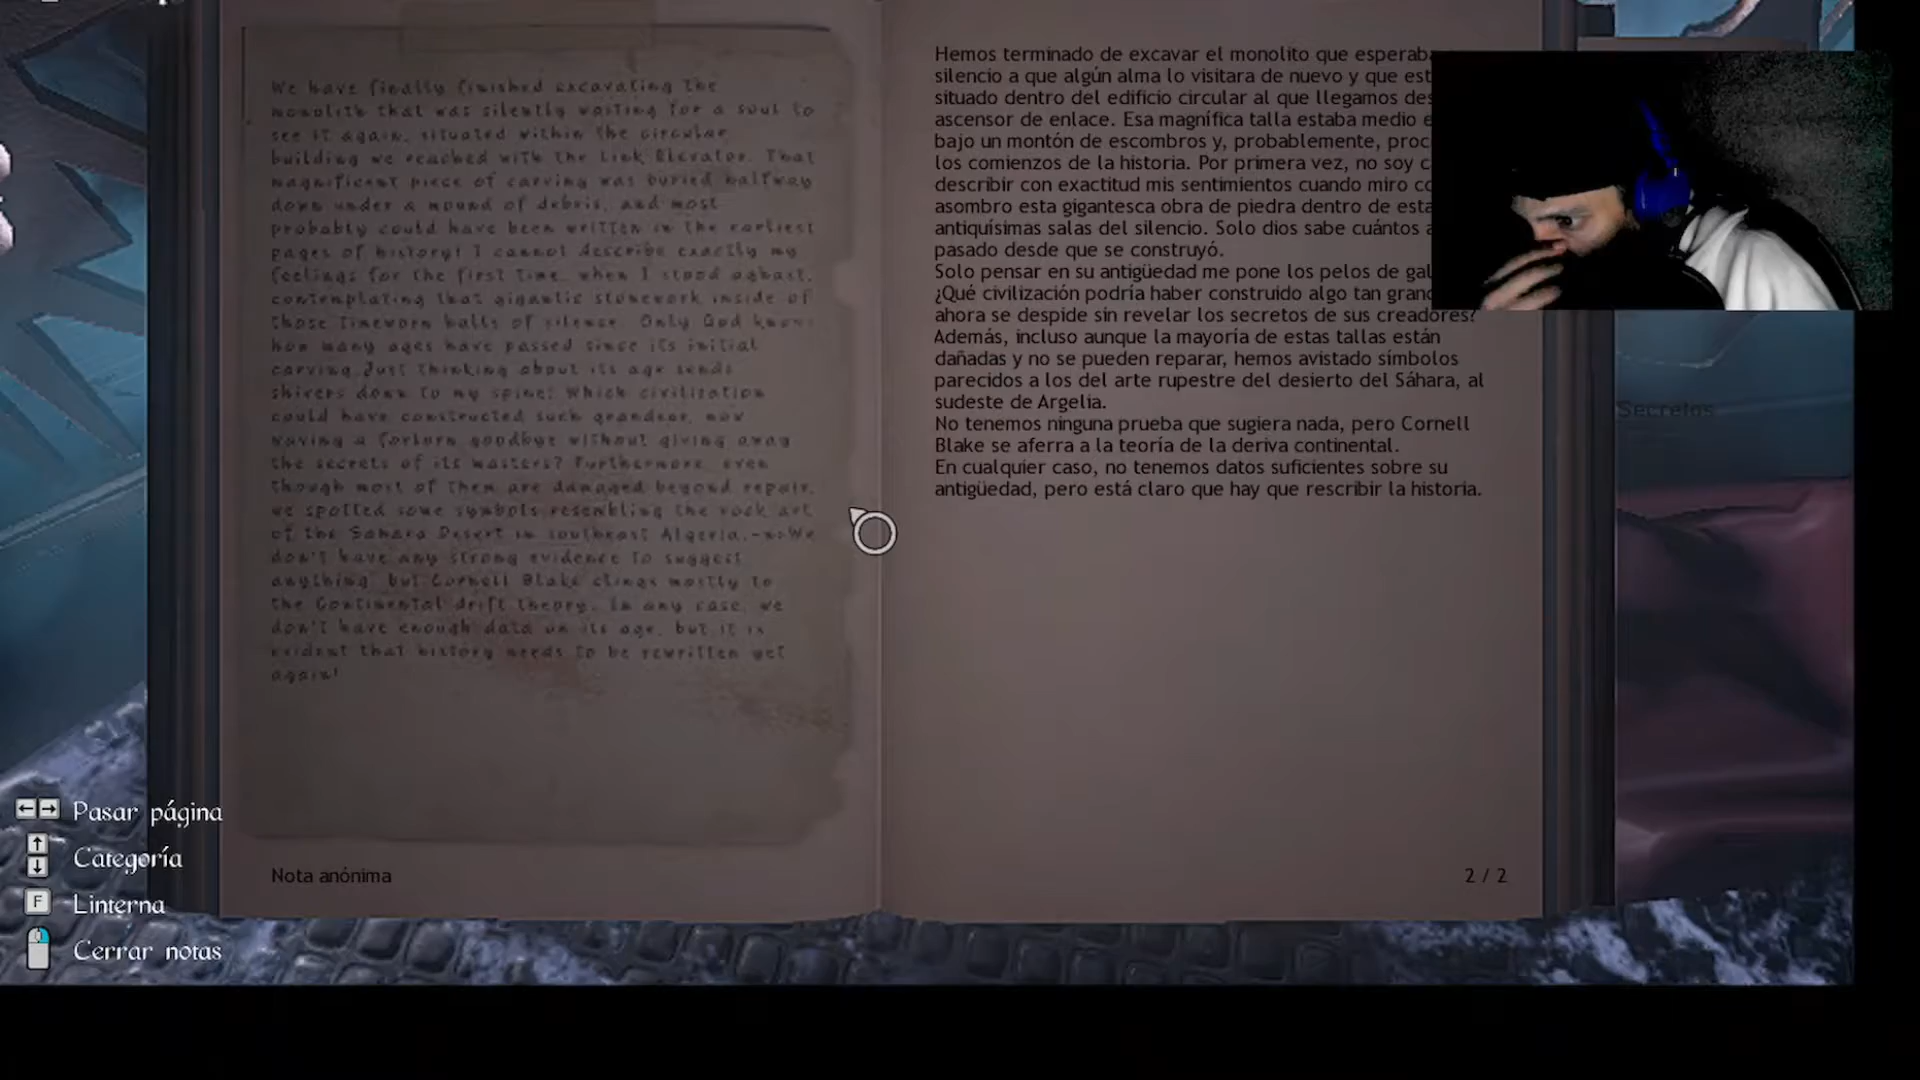 We have finally finished excavating the
monolith that was silently waiting for a soul to
see it again, situated within the circular
building we reached with the Link Elevator. That
magnificent piece of carving was buried halfway
down under a mound of debris, and most
probably could have been written in the earliest
pages of history! I cannot describe exactly my
feelings for the first time, when I stood aghast,
contemplating that gigantic stonework inside of
those timeworn halls of silence. Only God knows
how many ages have passed since its initial
carving. Just thinking about its age sends
shivers down to my spine! Which civilization
could have constructed such grandeur, now
waving a forlorn goodbye without giving away
the secrets of its masters? Furthermore, even
though most of them are damaged beyond repair,
we spotted some symbols resembling the rock art
of the Sahara Desert in southeast Algeria. We
don't have any strong evidence to suggest
anything, but Cornell Blake clings mostly to
the Continental drift theory. In any case, we
don't have enough data on its age, but it is
evident that history needs to be rewritten yet
again!
Nota anónima
Hemos terminado de excavar el monolito que esperaba
silencio a que algún alma lo visitara de nuevo y que
situado dentro del edificio circular al que llegamos
ascensor de enlace. Esa magnífica talla estaba medio
bajo un montón de escombros y, probablemente,
los comienzos de la historia. Por primera vez, no soy
describir con exactitud mis sentimientos cuando miro
asombro esta gigantesca obra de piedra dentro de
antiquísimas salas del silencio. Solo dios sabe cuántos
pasado desde que se construyó.
Solo pensar en su antigüedad me pone los pelos de
¿Qué civilización podría haber construido algo tan
ahora se despide sin revelar los secretos de sus creadores?
Además, incluso aunque la mayoría de estas tallas están
dañadas y no se pueden reparar, hemos avistado símbolos
parecidos a los del arte rupestre del desierto del Sáhara, al
sudeste de Argelia.
No tenemos ninguna prueba que sugiera nada, pero Cornell
Blake se aferra a la teoría de la deriva continental.
En cualquier caso, no tenemos datos suficientes sobre su
antigüedad, pero está claro que hay que rescribir la historia.
2 / 2
Secretos
Pasar página
Categoría
F Linterna
Cerrar notas